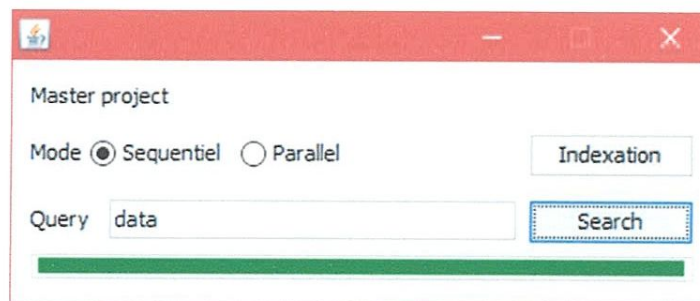 Master project
Mode Sequentiel Parallel Indexation
Query data Search